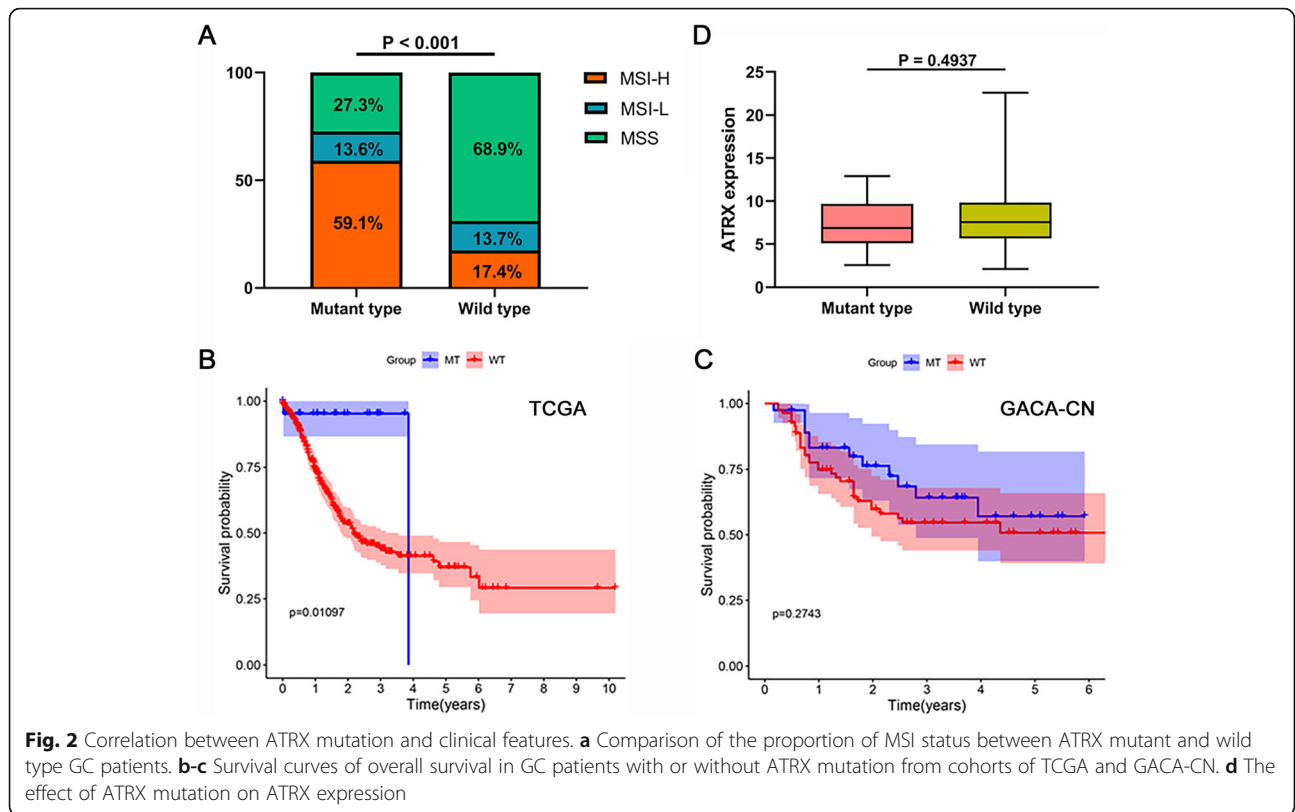 A
P < 0.001
100
50
0
27.3%
13.6%
59.1%
68.9%
13.7%
17.4%
Mutant type
Wild type
MSI-H
MSI-L
MSS
D
P = 0.4937
ATRX expression
25
20
15
10
5
0
Mutant type
Wild type
B
Group MT WT
TCGA
Survival probability
1.00
0.75
0.50
0.25
0.00
p=0.01097
0 1 2 3 4 5 6 7 8 9 10
Time(years)
C
Group MT WT
GACA-CN
Survival probability
1.00
0.75
0.50
0.25
0.00
p=0.2743
0 1 2 3 4 5 6
Time(years)
Fig. 2 Correlation between ATRX mutation and clinical features. a Comparison of the proportion of MSI status between ATRX mutant and wild
type GC patients. b-c Survival curves of overall survival in GC patients with or without ATRX mutation from cohorts of TCGA and GACA-CN. d The
effect of ATRX mutation on ATRX expression